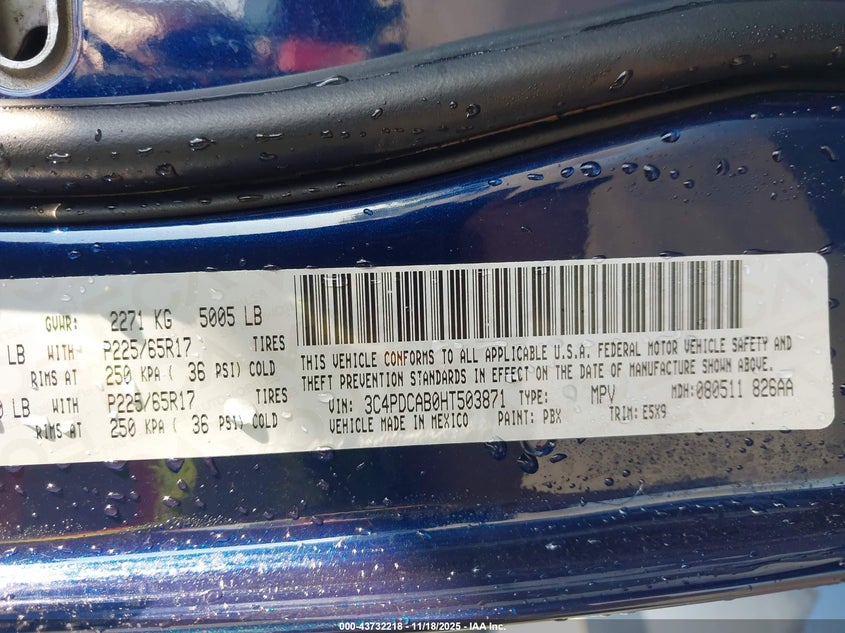 GVWR: 2271 KG 5005 LB
LB WITH P225/65R17 TIRES
RIMS AT 250 KPA ( 36 PSI) COLD
LB WITH P225/65R17 TIRES
RIMS AT 250 KPA ( 36 PSI) COLD
THIS VEHICLE CONFORMS TO ALL APPLICABLE U.S.A. FEDERAL MOTOR VEHICLE SAFETY AND
THEFT PREVENTION STANDARDS IN EFFECT ON THE DATE OF MANUFACTURE SHOWN ABOVE.
VIN: 3C4PDCAB0HT503871 TYPE: MPV MDH: 080511 826AA
VEHICLE MADE IN MEXICO PAINT: PBX TRIM: E5X9
000-43732218 - 11/18/2025 - IAA Inc.